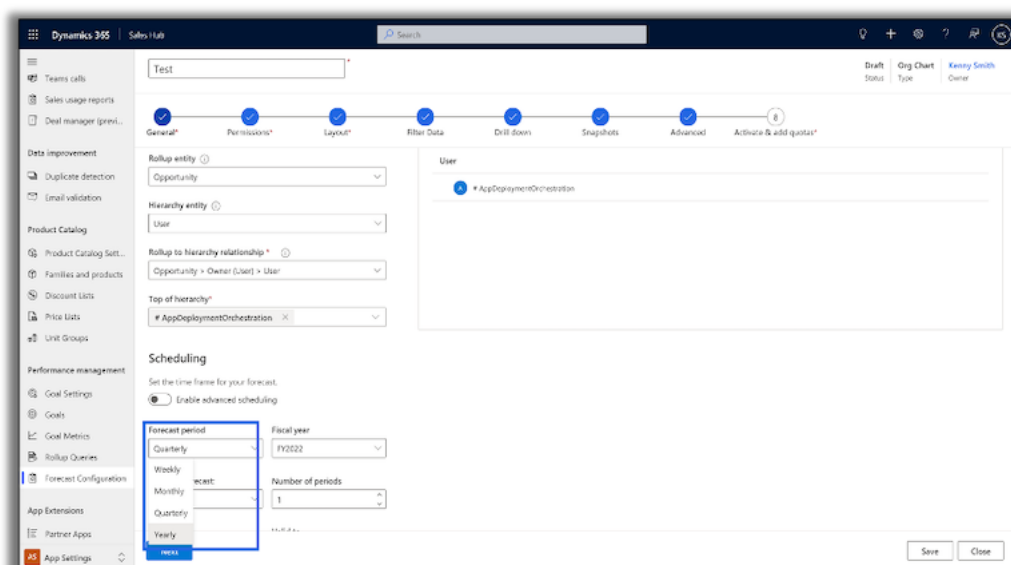 Dynamics 365 Sales Hub Search KS
Teams calls
Sales usage reports
Deal manager (previ...
Data improvement
Duplicate detection
Email validation
Product Catalog
Product Catalog Sett...
Families and products
Discount Lists
Price Lists
Unit Groups
Performance management
Goal Settings
Goals
Goal Metrics
Rollup Queries
Forecast Configuration
App Extensions
Partner Apps
AS App Settings
Test *
Draft Org Chart Kenny Smith
Status Type Owner
8
General* Permissions* Layout* Filter Data Drill down Snapshots Advanced Activate & add quotas*
Rollup entity
Opportunity
Hierarchy entity
User
Rollup to hierarchy relationship *
Opportunity > Owner (User) > User
Top of hierarchy*
# AppDeploymentOrchestration
User
A # AppDeploymentOrchestration
Scheduling
Set the time frame for your forecast.
Enable advanced scheduling
Forecast period Fiscal year
Quarterly FY2022
Weekly
Monthly
Quarterly
Yearly
Number of periods
1
Save Close